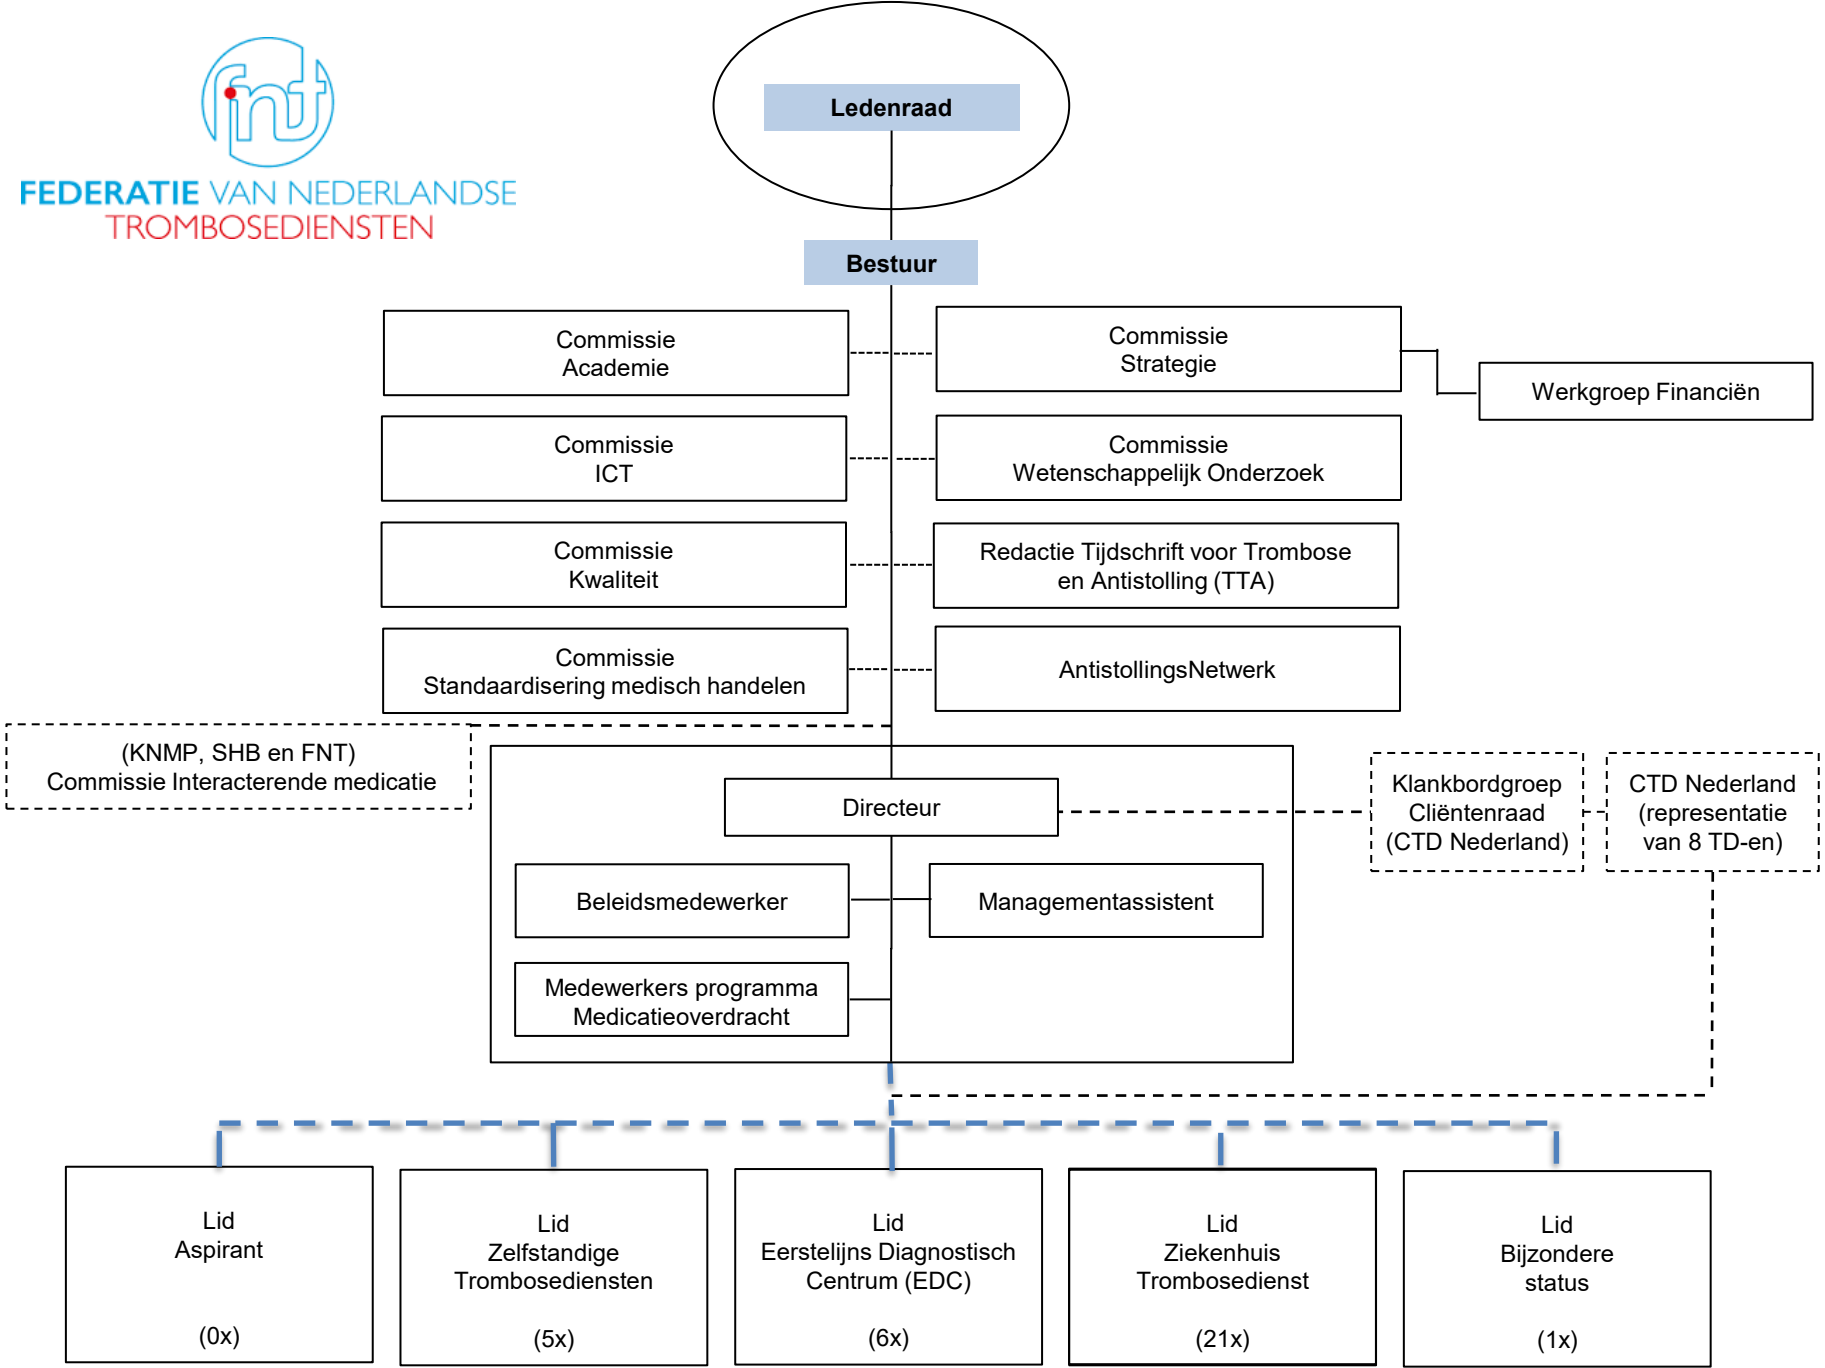 fnt
FEDERATIE VAN NEDERLANDSE
TROMBOSEDIENSTEN
Ledenraad
Bestuur
Commissie
Academie
Commissie
Strategie
Werkgroep Financiën
Commissie
ICT
Commissie
Wetenschappelijk Onderzoek
Commissie
Kwaliteit
Redactie Tijdschrift voor Trombose
en Antistolling (TTA)
Commissie
Standaardisering medisch handelen
AntistollingsNetwerk
(KNMP, SHB en FNT)
Commissie Interacterende medicatie
Directeur
Klankbordgroep
Cliëntenraad
(CTD Nederland)
CTD Nederland
(representatie
van 8 TD-en)
Beleidsmedewerker
Managementassistent
Medewerkers programma
Medicatieoverdracht
Lid
Aspirant
(0x)
Lid
Zelfstandige
Trombosediensten
(5x)
Lid
Eerstelijns Diagnostisch
Centrum (EDC)
(6x)
Lid
Ziekenhuis
Trombosedienst
(21x)
Lid
Bijzondere
status
(1x)